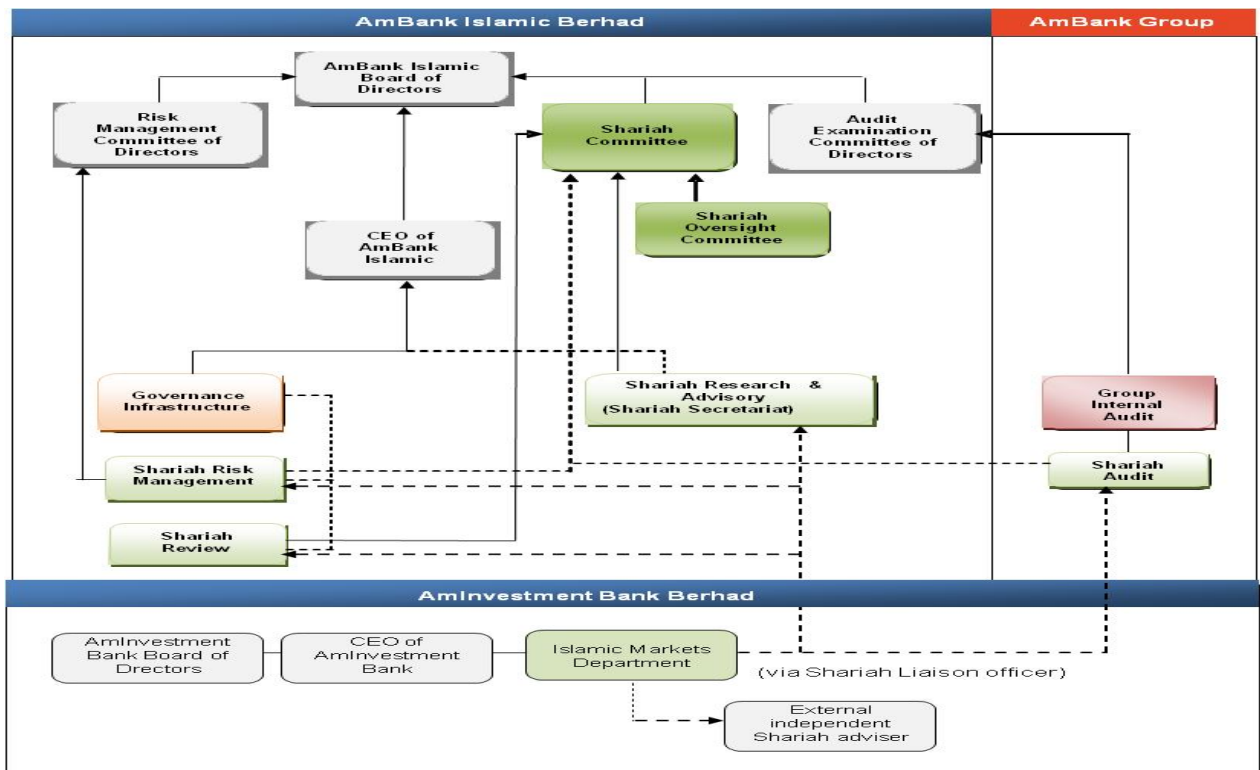 AmBank Islamic Berhad
AmBank Group
AmBank Islamic
Board of
Directors
Risk
Management
Committee of
Directors
Shariah
Committee
Audit
Examination
Committee of
Directors
Shariah
Oversight
Committee
CEO of
AmBank
Islamic
Governance
Infrastructure
Shariah Research &
Advisory
(Shariah Secretariat)
Group
Internal
Audit
Shariah Risk
Management
Shariah
Audit
Shariah
Review
AmInvestment Bank Berhad
AmInvestment
Bank Board of
Drectors
CEO of
AmInvestment
Bank
Islamic Markets
Department
(via Shariah Liaison officer)
External
independent
Shariah adviser